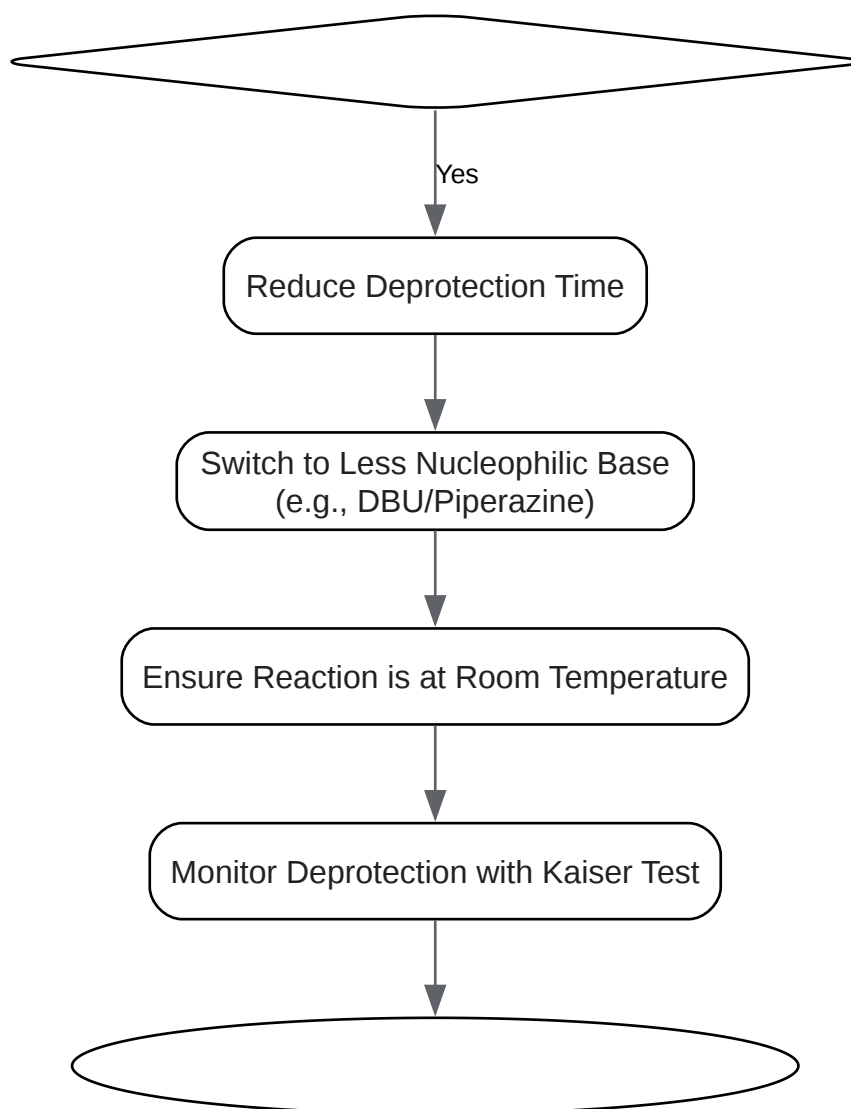 Yes
Reduce Deprotection Time
Switch to Less Nucleophilic Base
(e.g., DBU/Piperazine)
Ensure Reaction is at Room Temperature
Monitor Deprotection with Kaiser Test